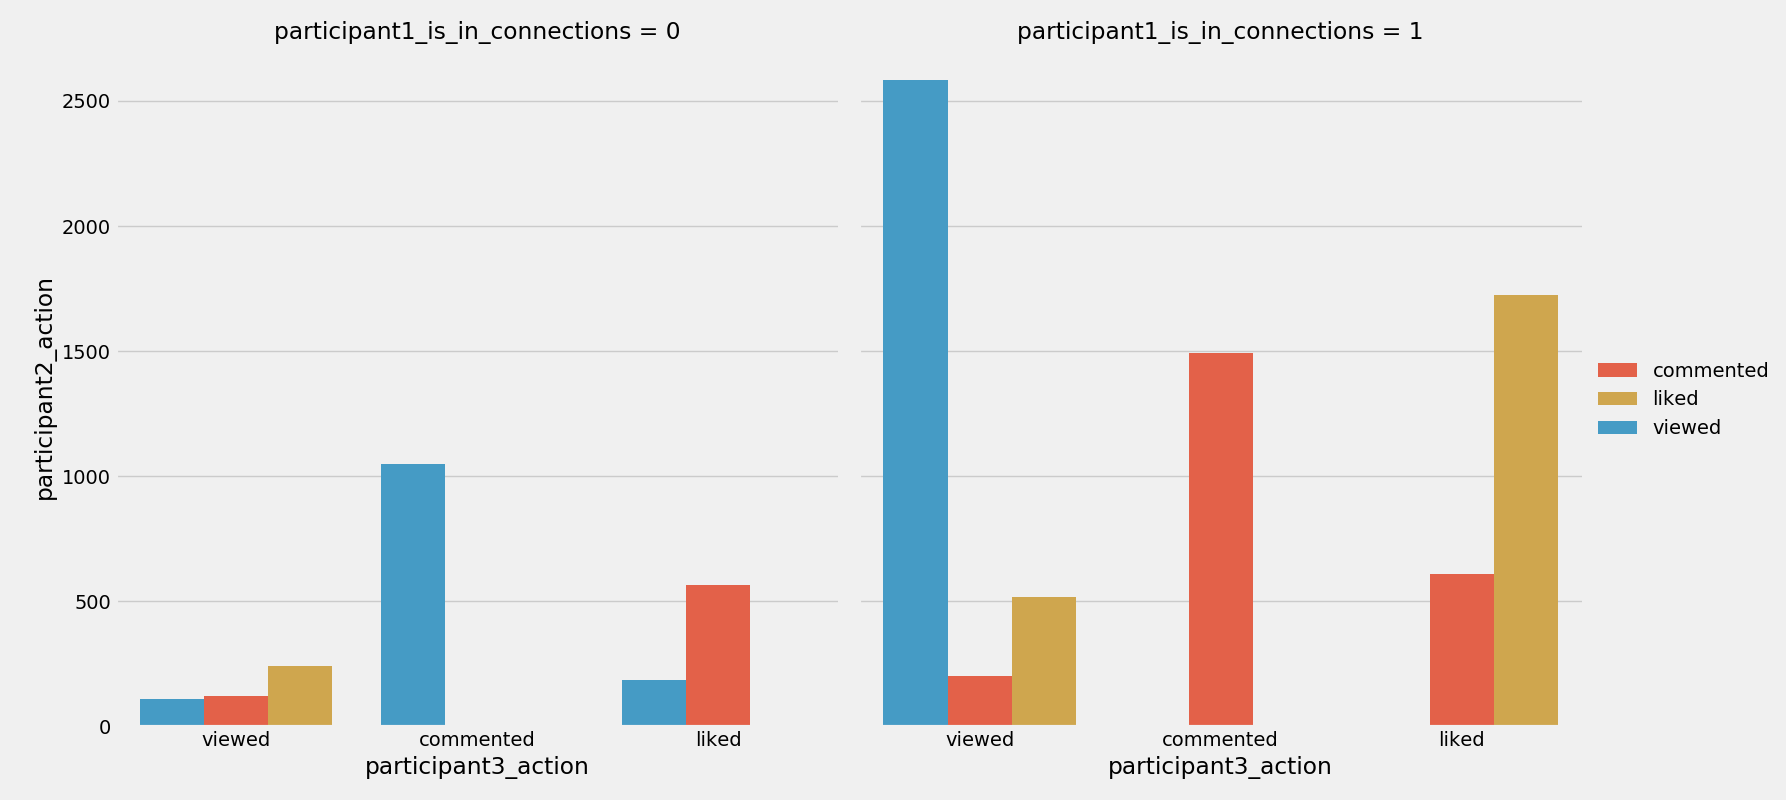 participant1_is_in_connections = 0
participant1_is_in_connections = 1
participant2_action
2500
2000
1500
1000
500
0
viewed
commented
liked
participant3_action
viewed
commented
liked
participant3_action
commented
liked
viewed